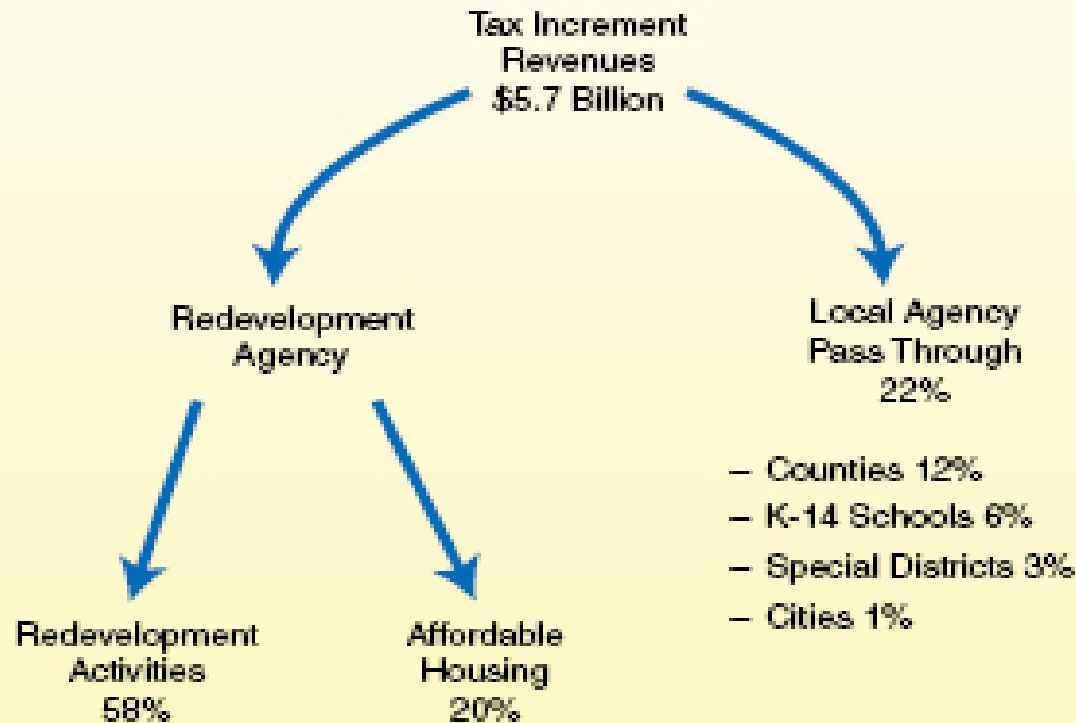 Tax Increment
Revenues
$5.7 Billion
Redevelopment
Agency
Local Agency
Pass Through
22%
– Counties 12%
– K-14 Schools 6%
– Special Districts 3%
– Cities 1%
Redevelopment
Activities
58%
Affordable
Housing
20%